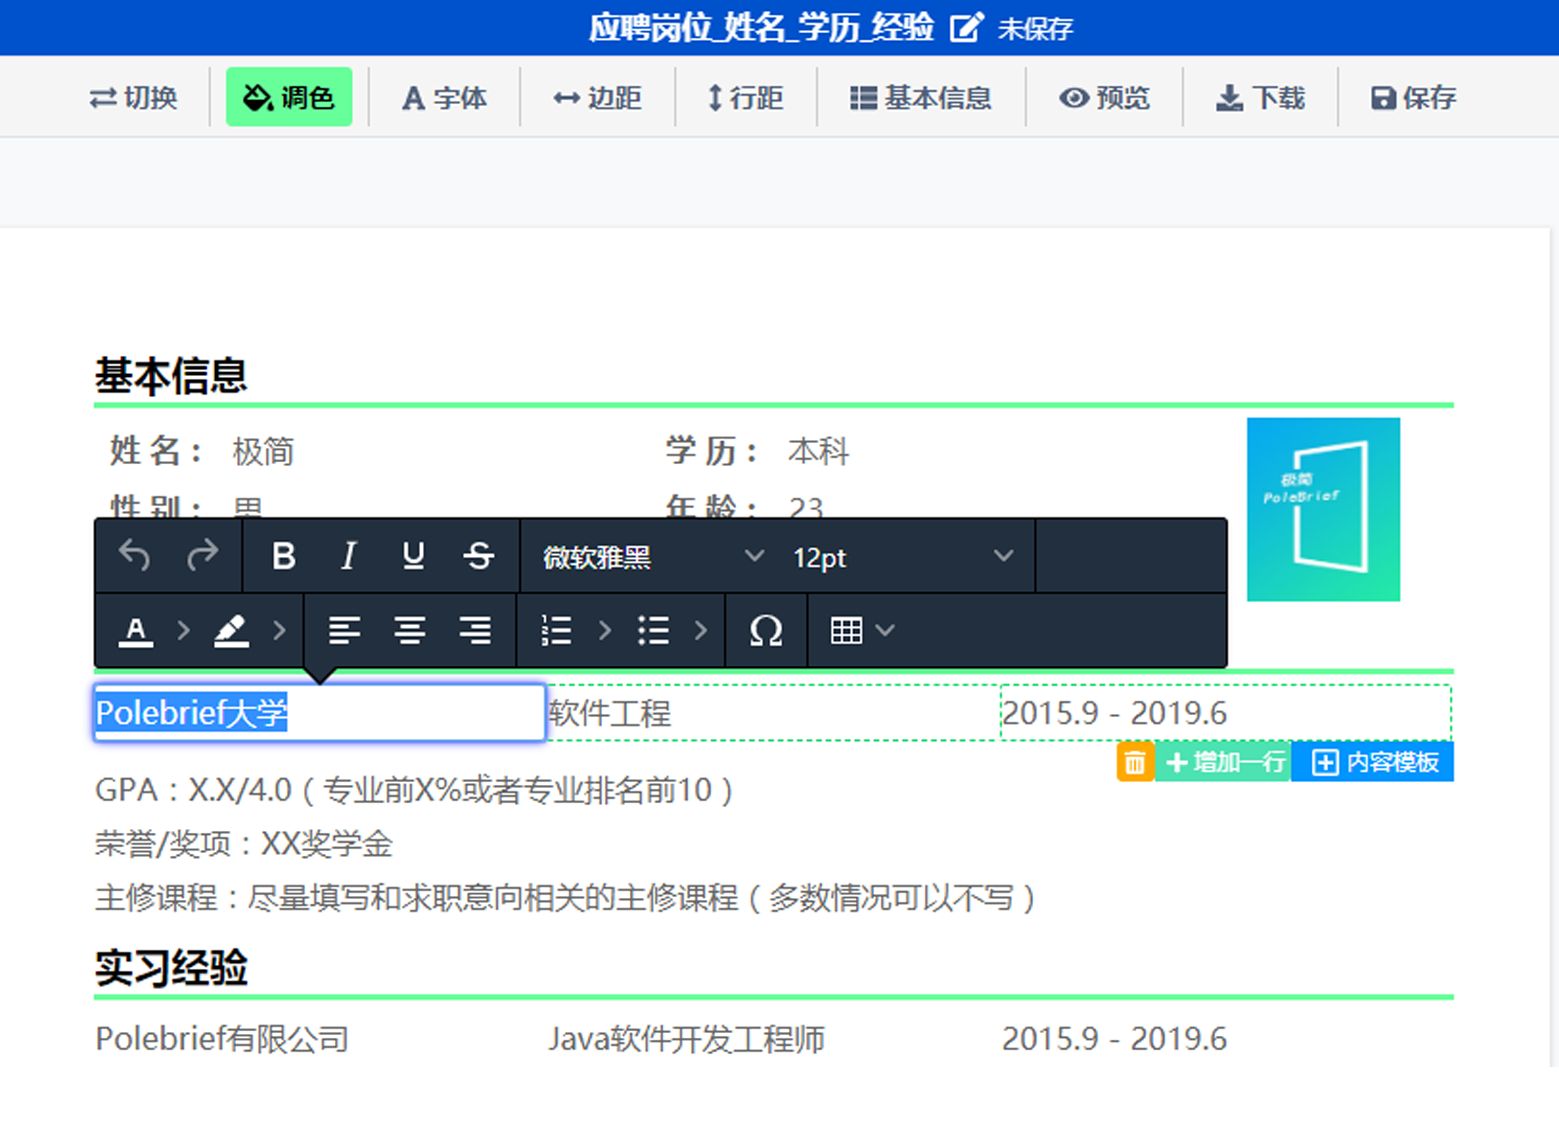 应聘岗位_姓名_学历_经验 未保存
切换 调色 A 字体 边距 行距 基本信息 预览 下载 保存
基本信息
姓 名： 极简 学 历： 本科
性 别： 男 年 龄： 23
极简
PoleBrief
B I U S 微软雅黑 12pt
A Ω
Polebrief大学 软件工程 2015.9 - 2019.6
增加一行 内容模板
GPA：X.X/4.0（专业前X%或者专业排名前10）
荣誉/奖项：XX奖学金
主修课程：尽量填写和求职意向相关的主修课程（多数情况可以不写）
实习经验
Polebrief有限公司 Java软件开发工程师 2015.9 - 2019.6